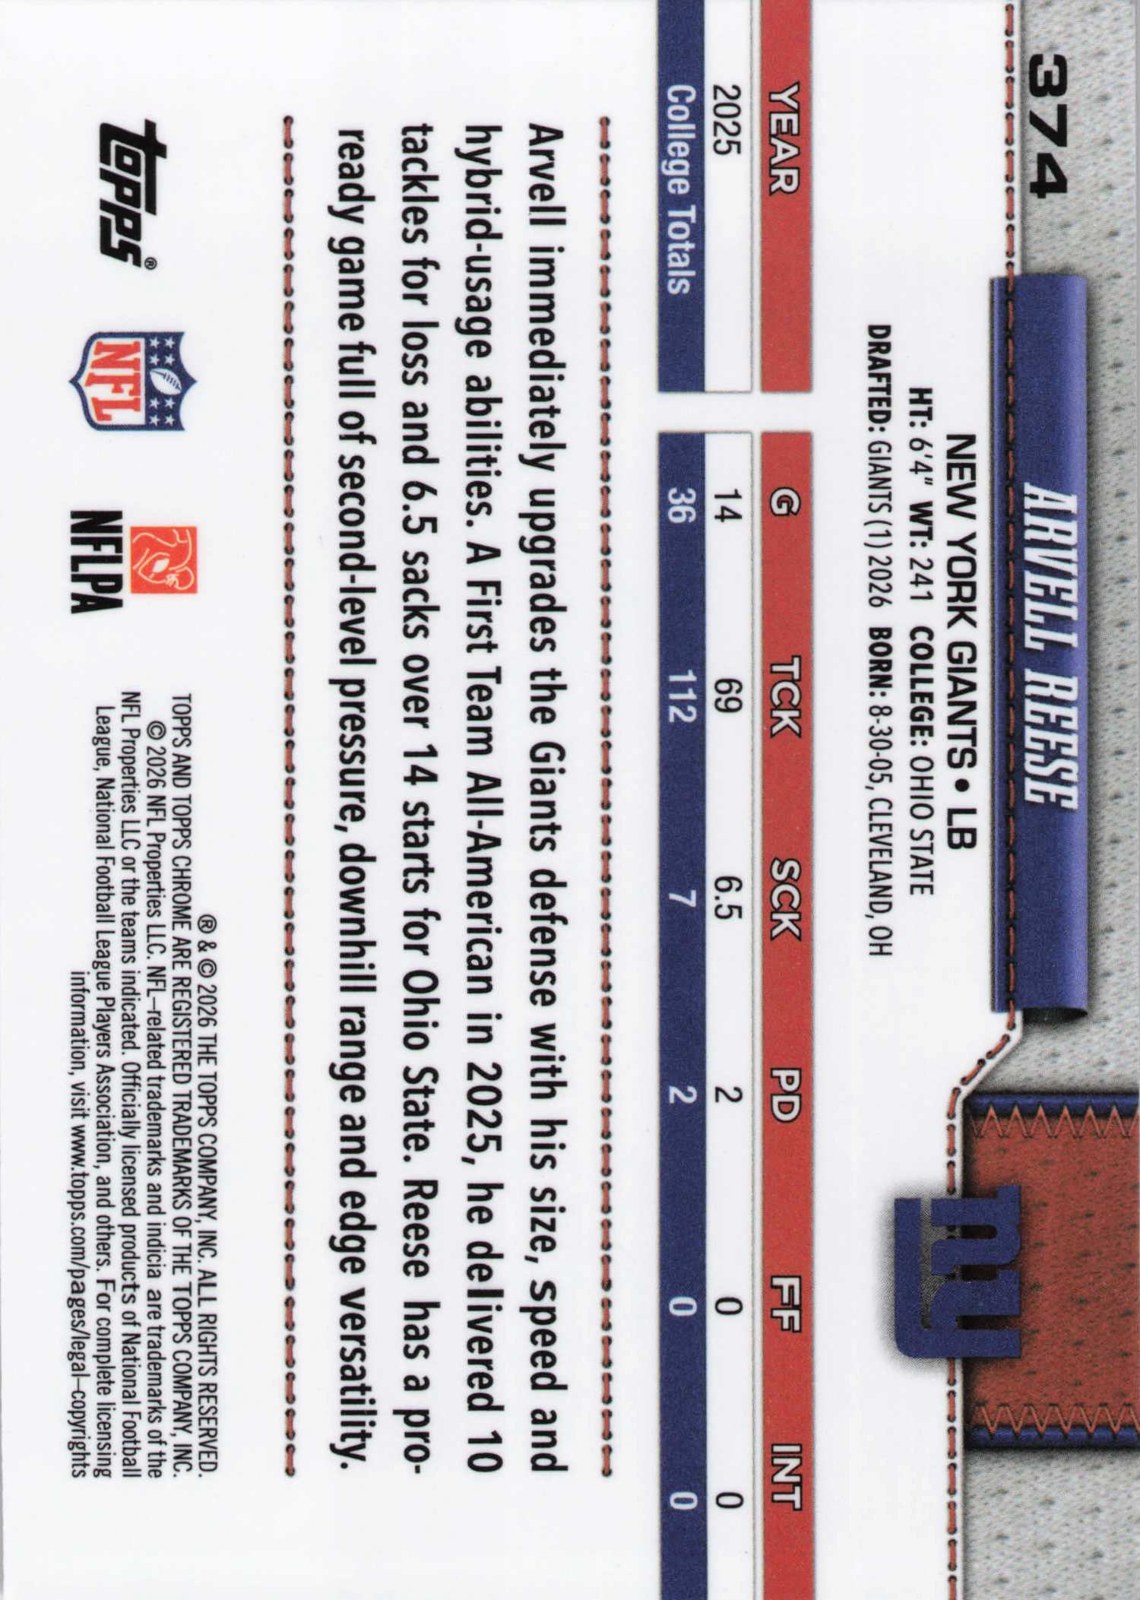 374
ARVELL REESE
NEW YORK GIANTS • LB
HT: 6'4" WT: 241 COLLEGE: OHIO STATE
DRAFTED: GIANTS (1) 2026 BORN: 8-30-05, CLEVELAND, OH
ny
YEAR G TCK SCK PD FF INT
2025 14 69 6.5 2 0 0
College Totals 36 112 7 2 0 0
Arvell immediately upgrades the Giants defense with his size, speed and
hybrid-usage abilities. A First Team All-American in 2025, he delivered 10
tackles for loss and 6.5 sacks over 14 starts for Ohio State. Reese has a pro-
ready game full of second-level pressure, downhill range and edge versatility.
topps®
NFL
NFLPA
® & © 2026 THE TOPPS COMPANY, INC. ALL RIGHTS RESERVED.
TOPPS AND TOPPS CHROME ARE REGISTERED TRADEMARKS OF THE TOPPS COMPANY, INC.
© 2026 NFL Properties LLC. NFL-related trademarks and indicia are trademarks of the
NFL Properties LLC or the teams indicated. Officially licensed products of National Football
League, National Football League Players Association, and others. For complete licensing
information, visit www.topps.com/pages/legal-copyrights